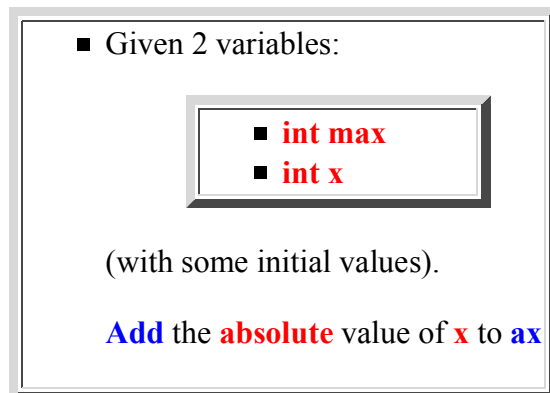 Given 2 variables:
int max
int x
(with some initial values).
Add the absolute value of x to ax